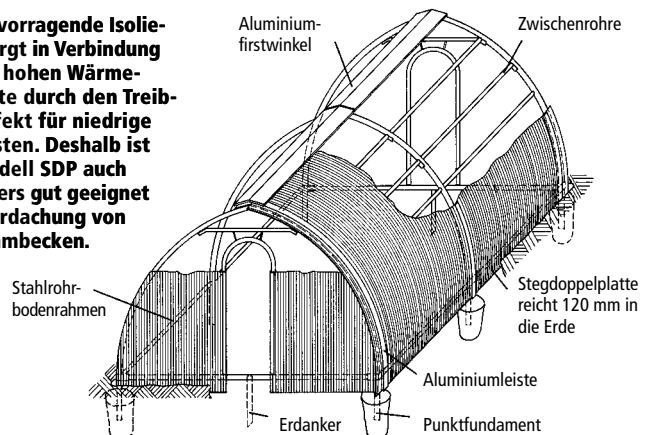 vorragende Isolie-
rgt in Verbindung
hohen Wärme-
te durch den Treib-
fekt für niedrige
sten. Deshalb ist
dell SDP auch
ers gut geeignet
erdachung von
mbecken.
Aluminium-
firstwinkel
Zwischenrohre
Stahlrohr-
bodenrahmen
Stegdoppelplatte
reicht 120 mm in
die Erde
Aluminiumleiste
Erdanker
Punktfundament